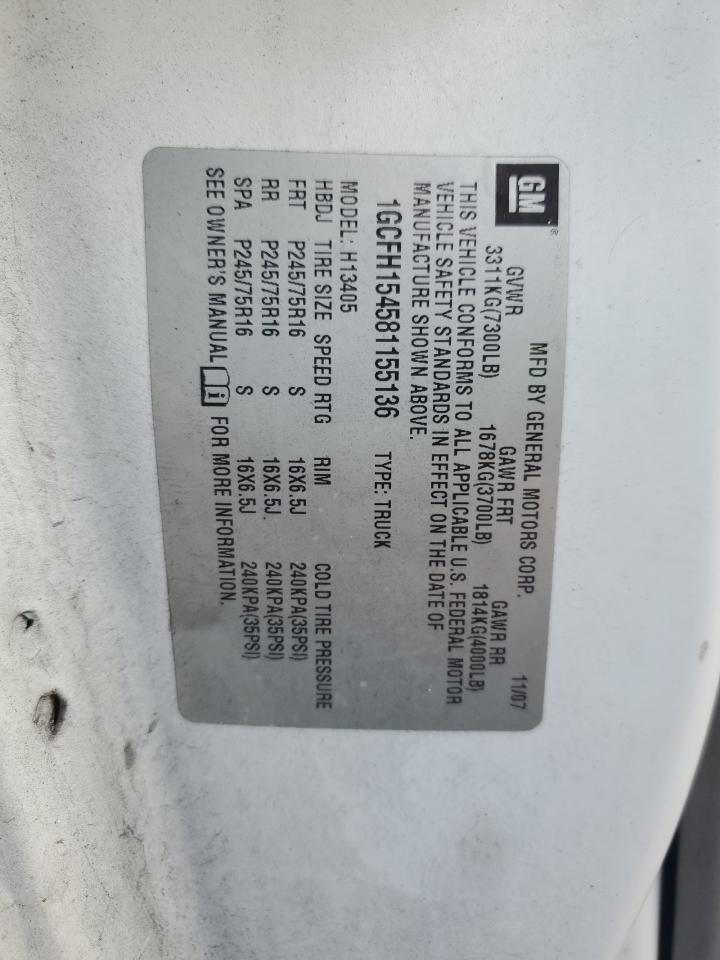 GM®
MFD BY GENERAL MOTORS CORP. 11/07
GVWR GAWR FRT GAWR RR
3311KG(7300LB) 1678KG(3700LB) 1814KG(4000LB)
THIS VEHICLE CONFORMS TO ALL APPLICABLE U.S. FEDERAL MOTOR
VEHICLE SAFETY STANDARDS IN EFFECT ON THE DATE OF
MANUFACTURE SHOWN ABOVE.
1GCFH154581155136 TYPE: TRUCK
MODEL: H13405
HBDJ TIRE SIZE SPEED RTG RIM COLD TIRE PRESSURE
FRT P245/75R16 S 16X6.5J 240KPA(35PSI)
RR P245/75R16 S 16X6.5J 240KPA(35PSI)
SPA P245/75R16 S 16X6.5J 240KPA(35PSI)
SEE OWNER'S MANUAL i FOR MORE INFORMATION.